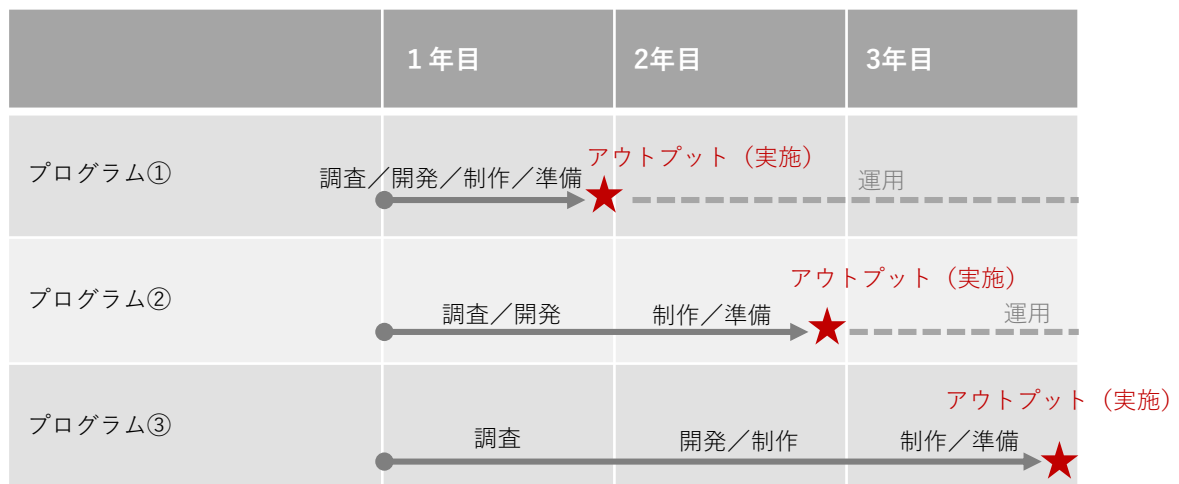 1年目 2年目 3年目
プログラム①
アウトプット（実施）
調査／開発／制作／準備
運用
プログラム②
アウトプット（実施）
調査／開発
制作／準備
運用
プログラム③
アウトプット（実施）
調査
開発／制作
制作／準備